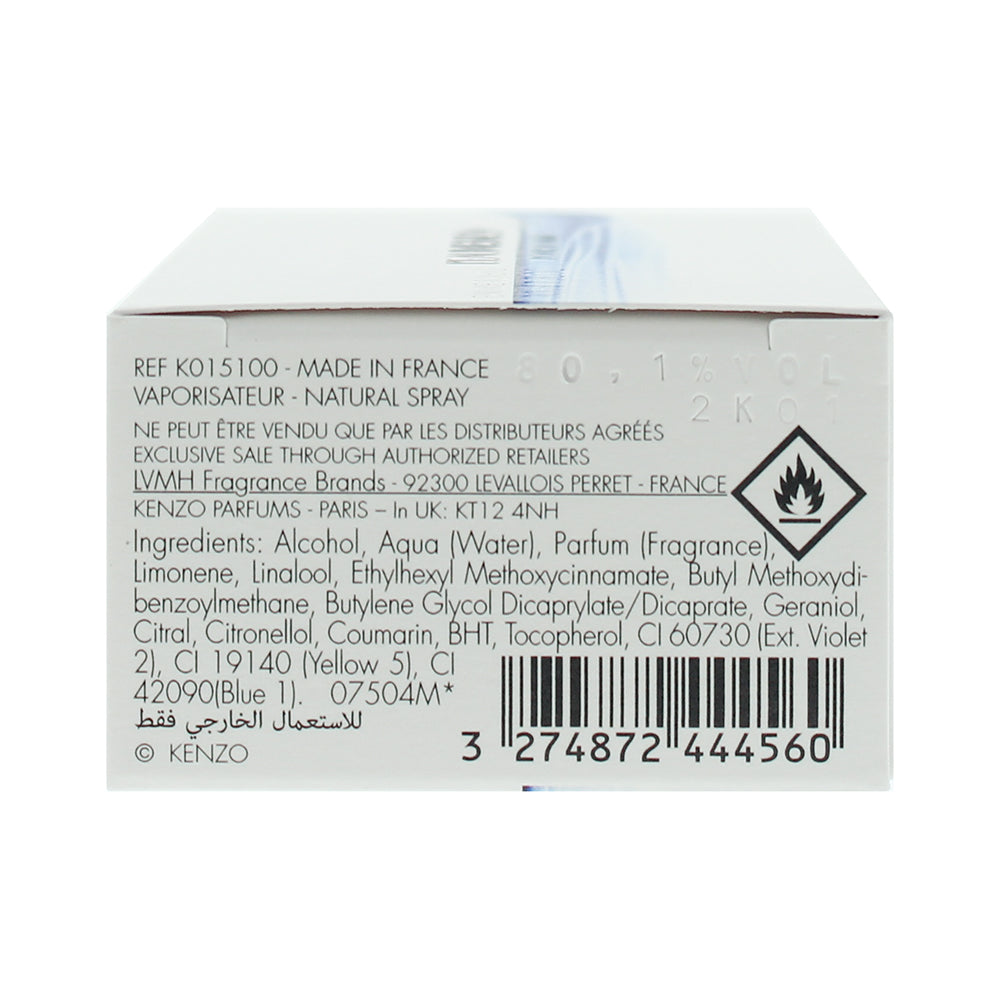 REF K015100 - MADE IN FRANCE
80,1%VOL
VAPORISATEUR - NATURAL SPRAY
2K01
NE PEUT ÊTRE VENDU QUE PAR LES DISTRIBUTEURS AGRÉÉS
EXCLUSIVE SALE THROUGH AUTHORIZED RETAILERS
LVMH Fragrance Brands - 92300 LEVALLOIS PERRET - FRANCE
KENZO PARFUMS - PARIS – In UK: KT12 4NH
Ingredients: Alcohol, Aqua (Water), Parfum (Fragrance),
Limonene, Linalool, Ethylhexyl Methoxycinnamate, Butyl Methoxydi-
benzoylmethane, Butylene Glycol Dicaprylate/Dicaprate, Geraniol,
Citral, Citronellol, Coumarin, BHT, Tocopherol, CI 60730 (Ext. Violet
2), CI 19140 (Yellow 5), CI
42090(Blue 1). 07504M*
للاستعمال الخارجي فقط
© KENZO
3 274872 444560